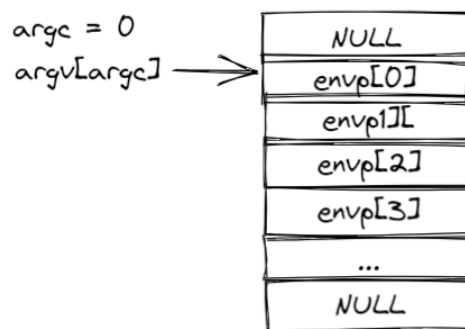 argc = 0
argv[argc]
NULL
envp[0]
envp1][
envp[2]
envp[3]
...
NULL